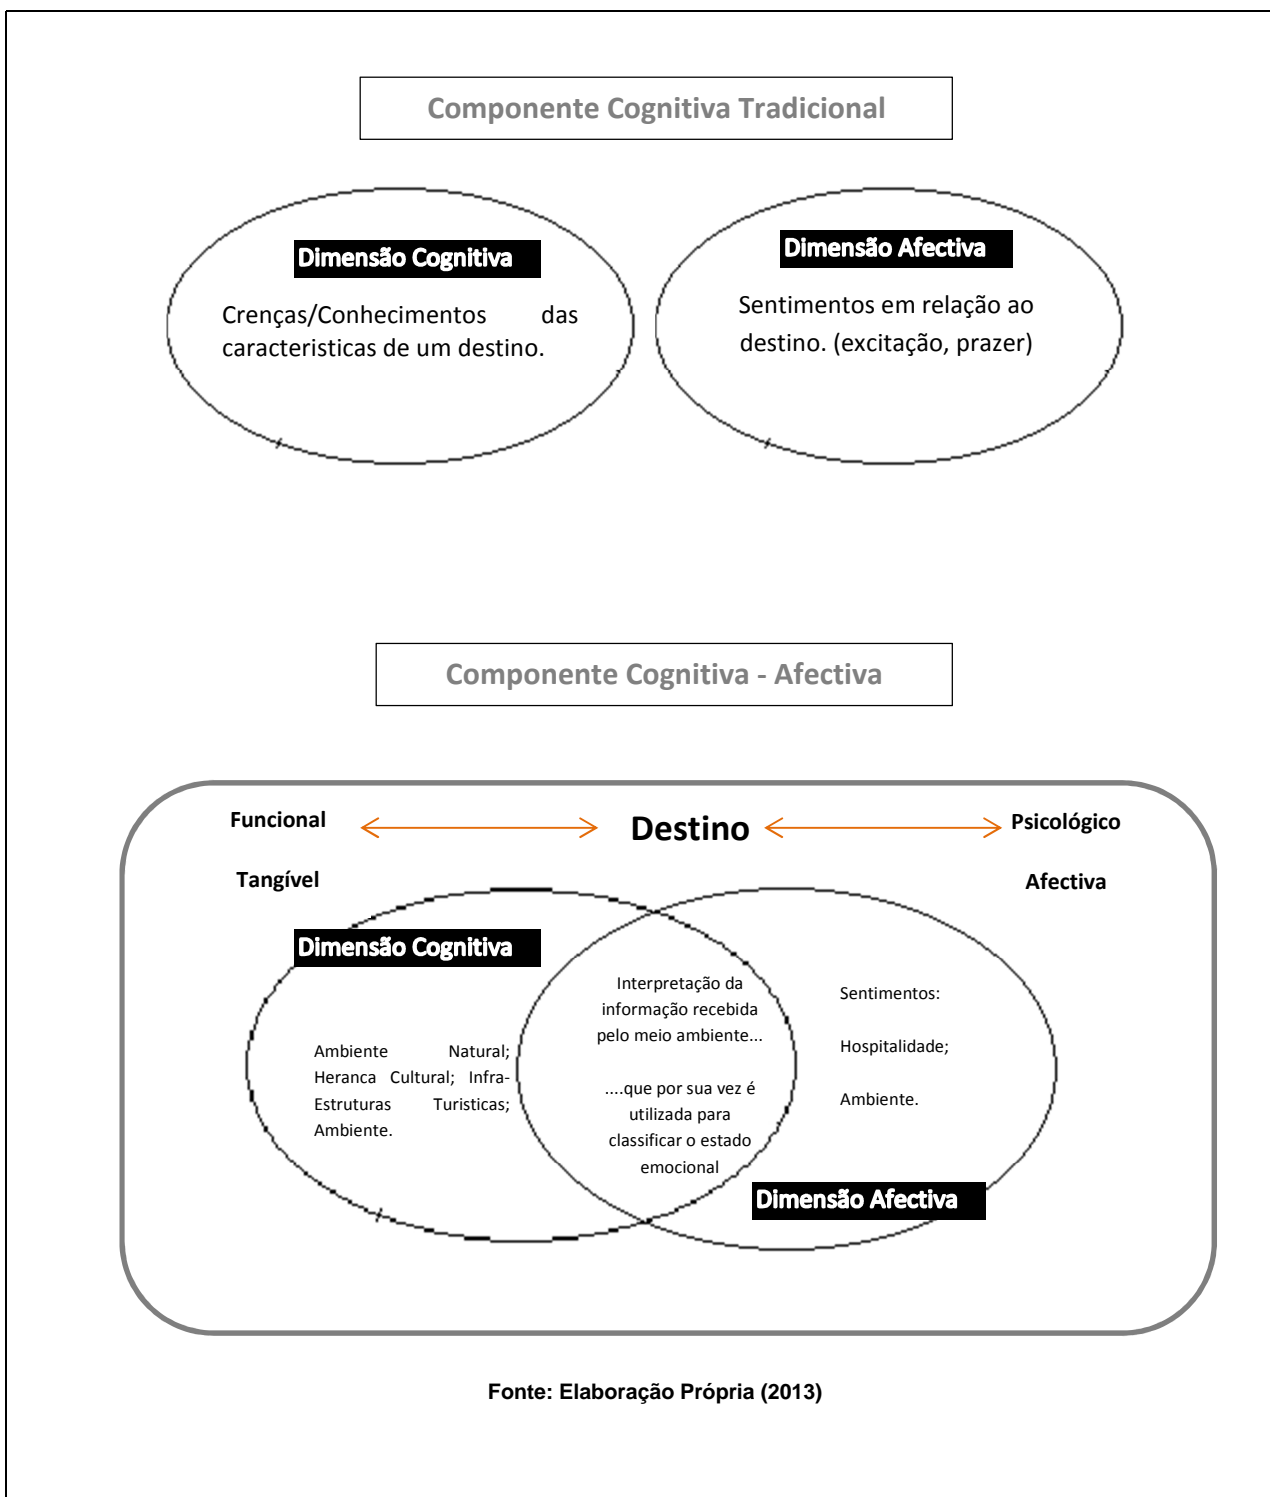 Componente Cognitiva Tradicional
Dimensão Cognitiva
Crenças/Conhecimentos das
caracteristicas de um destino.
Dimensão Afectiva
Sentimentos em relação ao
destino. (excitação, prazer)
Componente Cognitiva - Afectiva
Funcional
Destino
Psicológico
Tangível
Afectiva
Dimensão Cognitiva
Ambiente Natural;
Heranca Cultural; Infra-
Estruturas Turisticas;
Ambiente.
Interpretação da
informação recebida
pelo meio ambiente...
....que por sua vez é
utilizada para
classificar o estado
emocional
Sentimentos:
Hospitalidade;
Ambiente.
Dimensão Afectiva
Fonte: Elaboração Própria (2013)